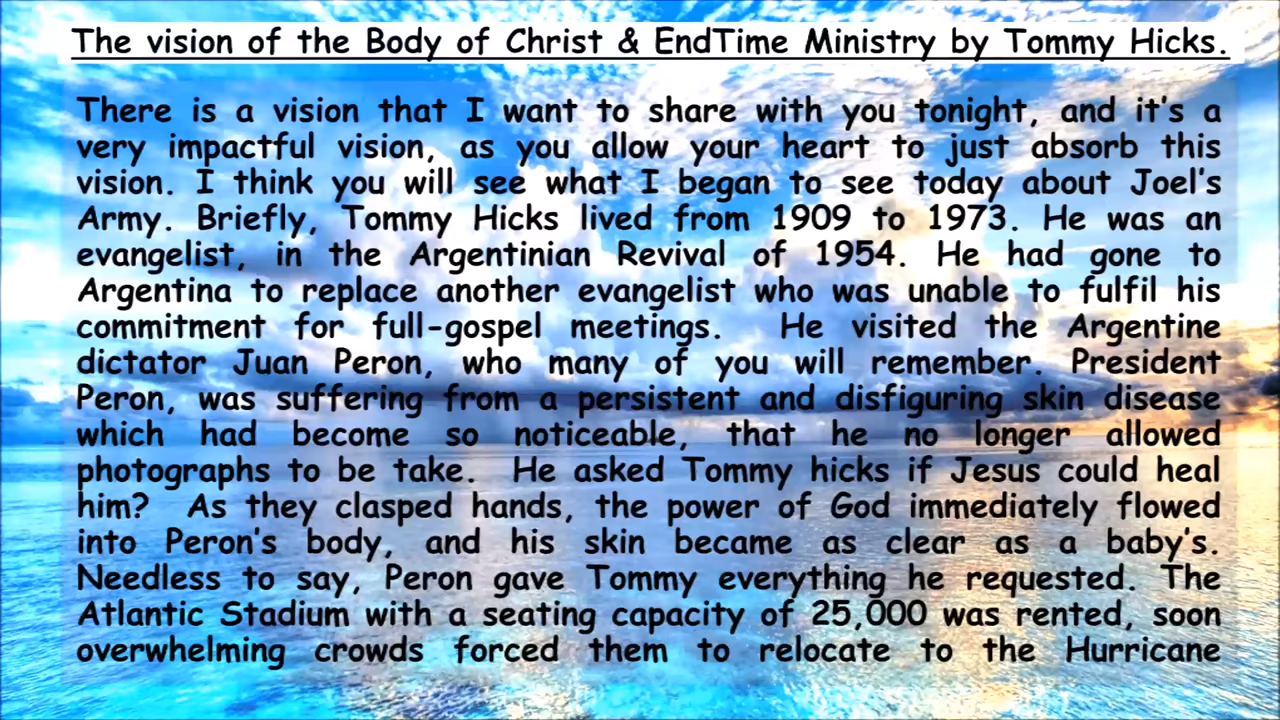 The vision of the Body of Christ & EndTime Ministry by Tommy Hicks.
There is a vision that I want to share with you tonight, and it's a
very impactful vision, as you allow your heart to just absorb this
vision. I think you will see what I began to see today about Joel's
Army. Briefly, Tommy Hicks lived from 1909 to 1973. He was an
evangelist, in the Argentinian Revival of 1954. He had gone to
Argentina to replace another evangelist who was unable to fulfil his
commitment for full-gospel meetings. He visited the Argentine
dictator Juan Peron, who many of you will remember. President
Peron, was suffering from a persistent and disfiguring skin disease
which had become so noticeable, that he no longer allowed
photographs to be take. He asked Tommy hicks if Jesus could heal
him? As they clasped hands, the power of God immediately flowed
into Peron's body, and his skin became as clear as a baby's.
Needless to say, Peron gave Tommy everything he requested. The
Atlantic Stadium with a seating capacity of 25,000 was rented, soon
overwhelming crowds forced them to relocate to the Hurricane